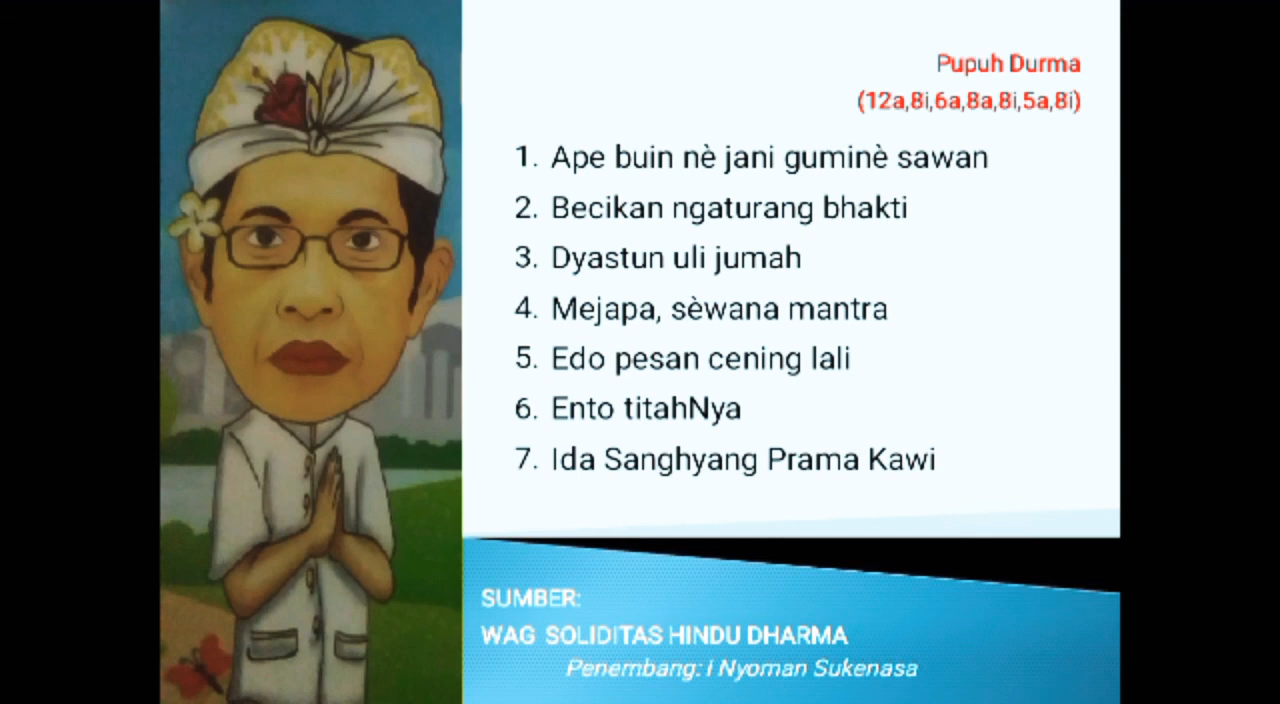 Pupuh Durma
(12a,8i,6a,8a,8i,5a,8i)
1. Ape buin nè jani guminè sawan
2. Becikan ngaturang bhakti
3. Dyastun uli jumah
4. Mejapa, sèwana mantra
5. Edo pesan cening lali
6. Ento titahNya
7. Ida Sanghyang Prama Kawi
SUMBER:
WAG SOLIDITAS HINDU DHARMA
Penembang: I Nyoman Sukenasa